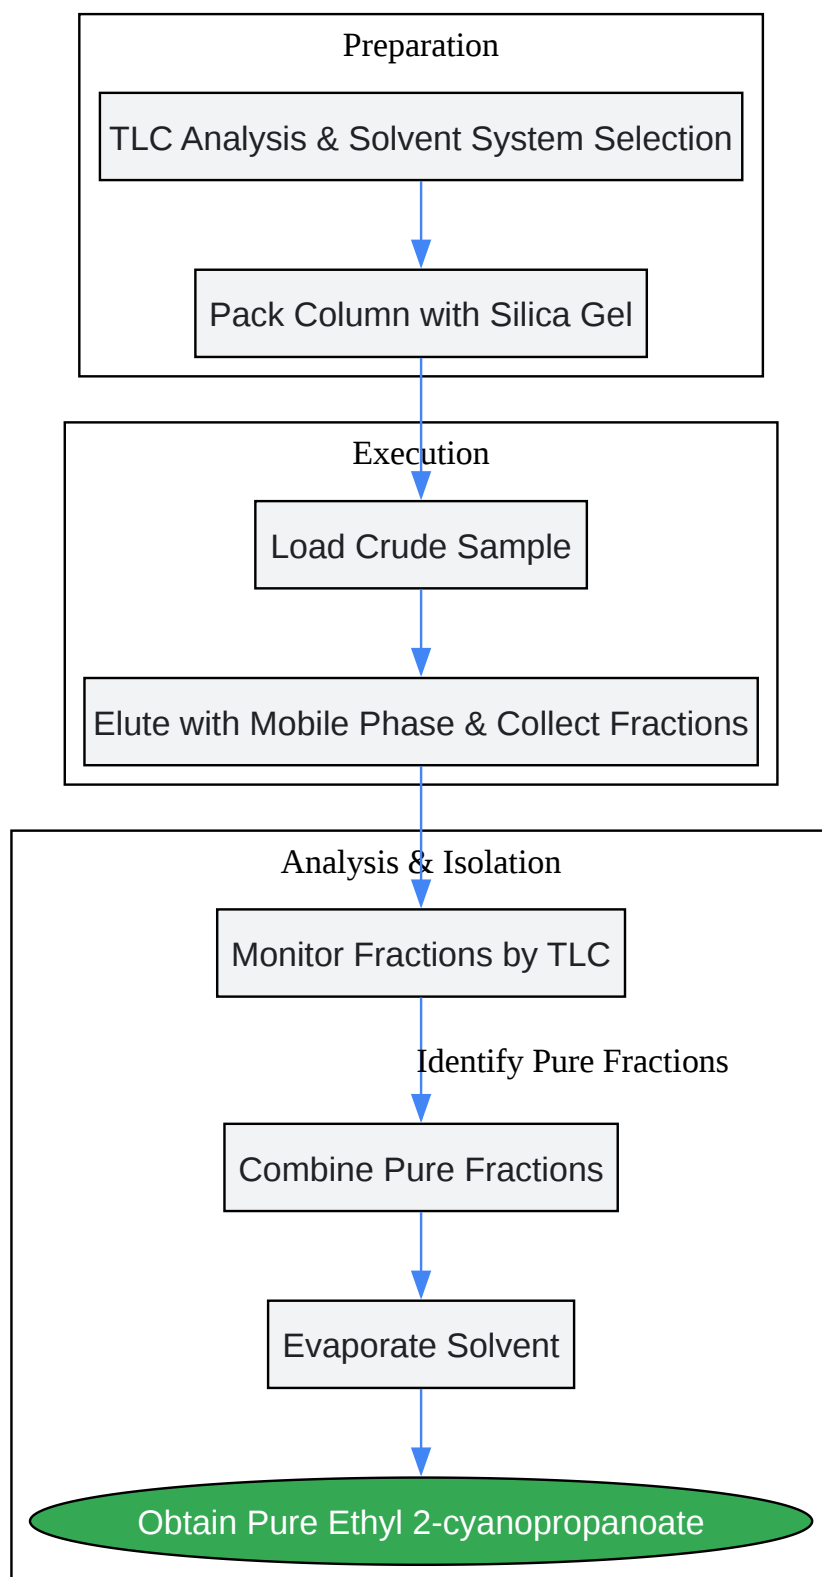 Preparation
TLC Analysis & Solvent System Selection
Pack Column with Silica Gel
Execution
Load Crude Sample
Elute with Mobile Phase & Collect Fractions
Analysis & Isolation
Monitor Fractions by TLC
Identify Pure Fractions
Combine Pure Fractions
Evaporate Solvent
Obtain Pure Ethyl 2-cyanopropanoate